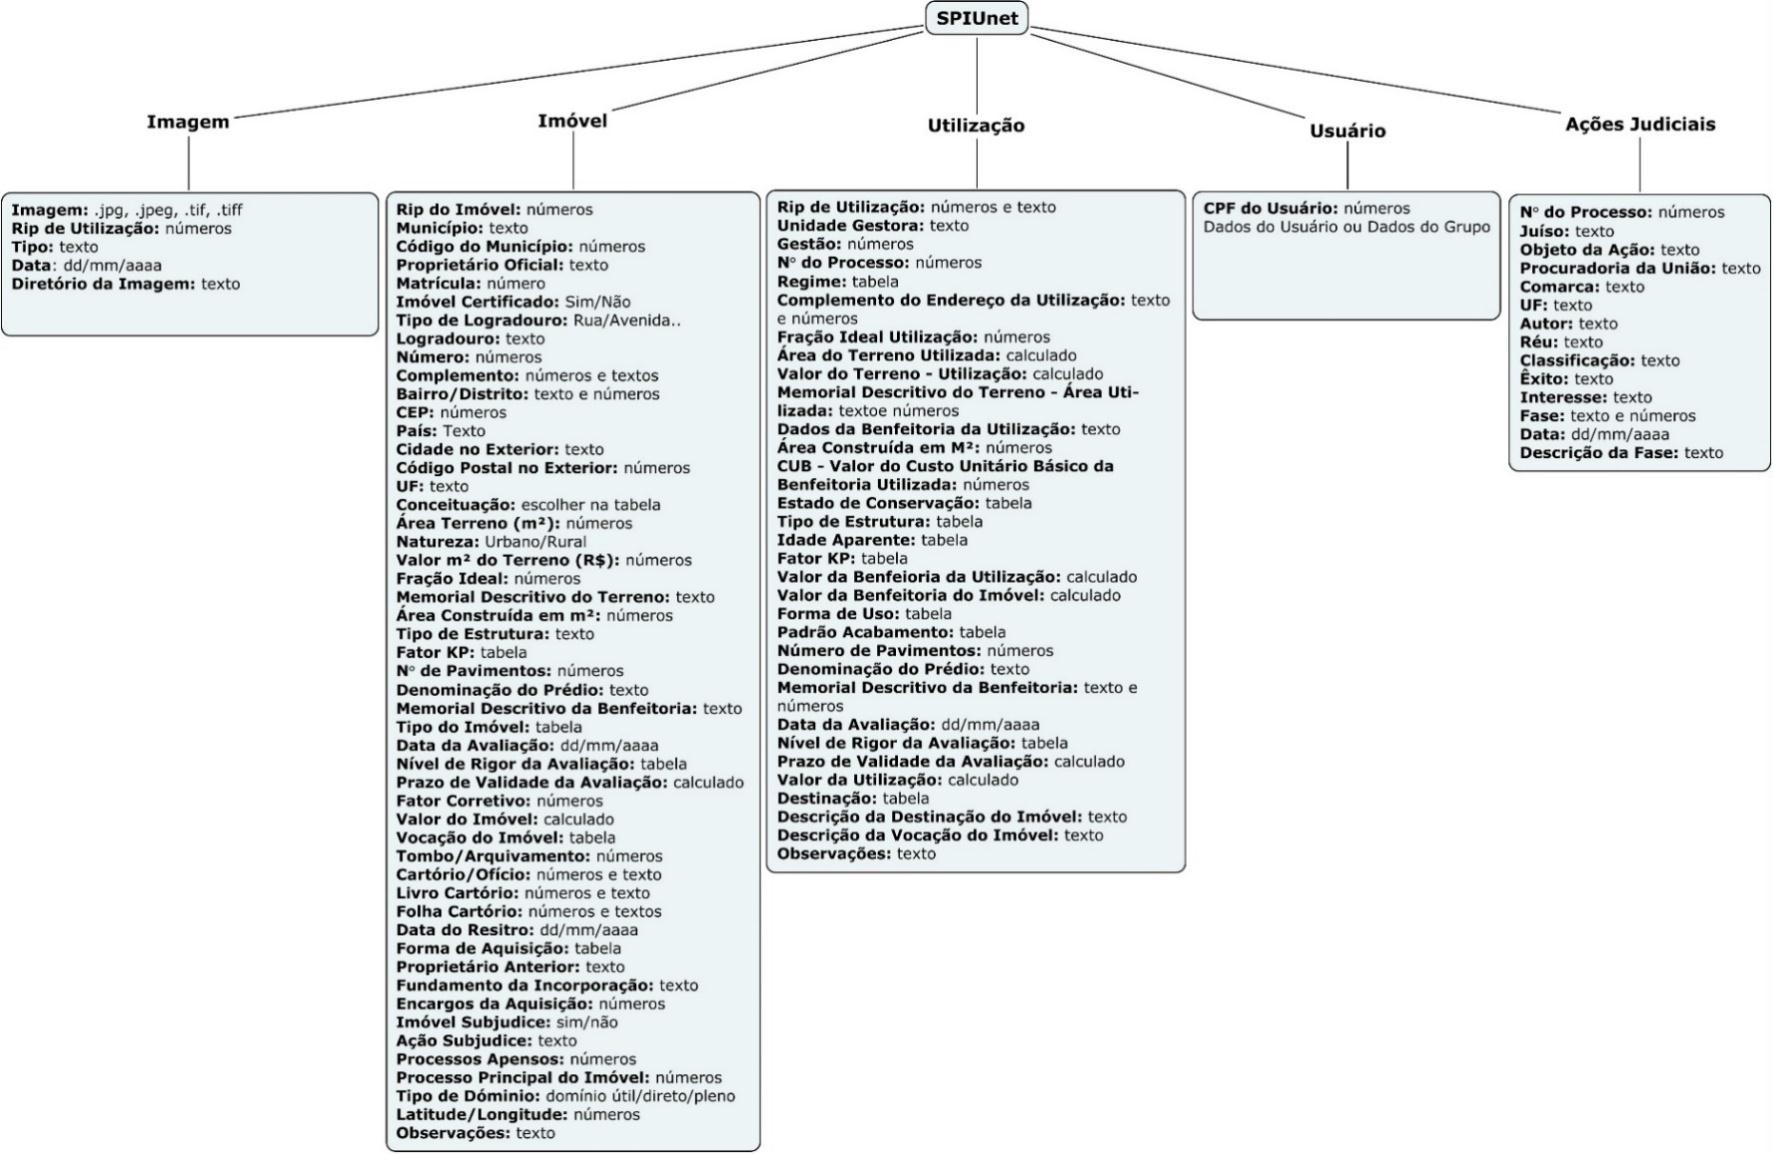 SPIUnet
Imagem
Imóvel
Utilização
Usuário
Ações Judiciais
Imagem: .jpg, .jpeg, .tif, .tiff
Rip de Utilização: números
Tipo: texto
Data: dd/mm/aaaa
Diretório da Imagem: texto
Rip do Imóvel: números
Município: texto
Código do Município: números
Proprietário Oficial: texto
Matrícula: número
Imóvel Certificado: Sim/Não
Tipo de Logradouro: Rua/Avenida..
Logradouro: texto
Número: números
Complemento: números e textos
Bairro/Distrito: texto e números
CEP: números
País: Texto
Cidade no Exterior: texto
Código Postal no Exterior: números
UF: texto
Conceituação: escolher na tabela
Área Terreno (m²): números
Natureza: Urbano/Rural
Valor m² do Terreno (R$): números
Fração Ideal: números
Memorial Descritivo do Terreno: texto
Área Construída em m²: números
Tipo de Estrutura: texto
Fator KP: tabela
Nº de Pavimentos: números
Denominação do Prédio: texto
Memorial Descritivo da Benfeitoria: texto
Tipo do Imóvel: tabela
Data da Avaliação: dd/mm/aaaa
Nível de Rigor da Avaliação: tabela
Prazo de Validade da Avaliação: calculado
Fator Corretivo: números
Valor do Imóvel: calculado
Vocação do Imóvel: tabela
Tombo/Arquivamento: números
Cartório/Ofício: números e texto
Livro Cartório: números e texto
Folha Cartório: números e textos
Data do Resitro: dd/mm/aaaa
Forma de Aquisição: tabela
Proprietário Anterior: texto
Fundamento da Incorporação: texto
Encargos da Aquisição: números
Imóvel Subjudice: sim/não
Ação Subjudice: texto
Processos Apensos: números
Processo Principal do Imóvel: números
Tipo de Dóminio: domínio útil/direto/pleno
Latitude/Longitude: números
Observações: texto
Rip de Utilização: números e texto
Unidade Gestora: texto
Gestão: números
Nº do Processo: números
Regime: tabela
Complemento do Endereço da Utilização: texto
e números
Fração Ideal Utilização: números
Área do Terreno Utilizada: calculado
Valor do Terreno - Utilização: calculado
Memorial Descritivo do Terreno - Área Uti-
lizada: textoe números
Dados da Benfeitoria da Utilização: texto
Área Construída em M²: números
CUB - Valor do Custo Unitário Básico da
Benfeitoria Utilizada: números
Estado de Conservação: tabela
Tipo de Estrutura: tabela
Idade Aparente: tabela
Fator KP: tabela
Valor da Benfeioria da Utilização: calculado
Valor da Benfeitoria do Imóvel: calculado
Forma de Uso: tabela
Padrão Acabamento: tabela
Número de Pavimentos: números
Denominação do Prédio: texto
Memorial Descritivo da Benfeitoria: texto e
números
Data da Avaliação: dd/mm/aaaa
Nível de Rigor da Avaliação: tabela
Prazo de Validade da Avaliação: calculado
Valor da Utilização: calculado
Destinação: tabela
Descrição da Destinação do Imóvel: texto
Descrição da Vocação do Imóvel: texto
Observações: texto
CPF do Usuário: números
Dados do Usuário ou Dados do Grupo
Nº do Processo: números
Juíso: texto
Objeto da Ação: texto
Procuradoria da União: texto
Comarca: texto
UF: texto
Autor: texto
Réu: texto
Classificação: texto
Êxito: texto
Interesse: texto
Fase: texto e números
Data: dd/mm/aaaa
Descrição da Fase: texto